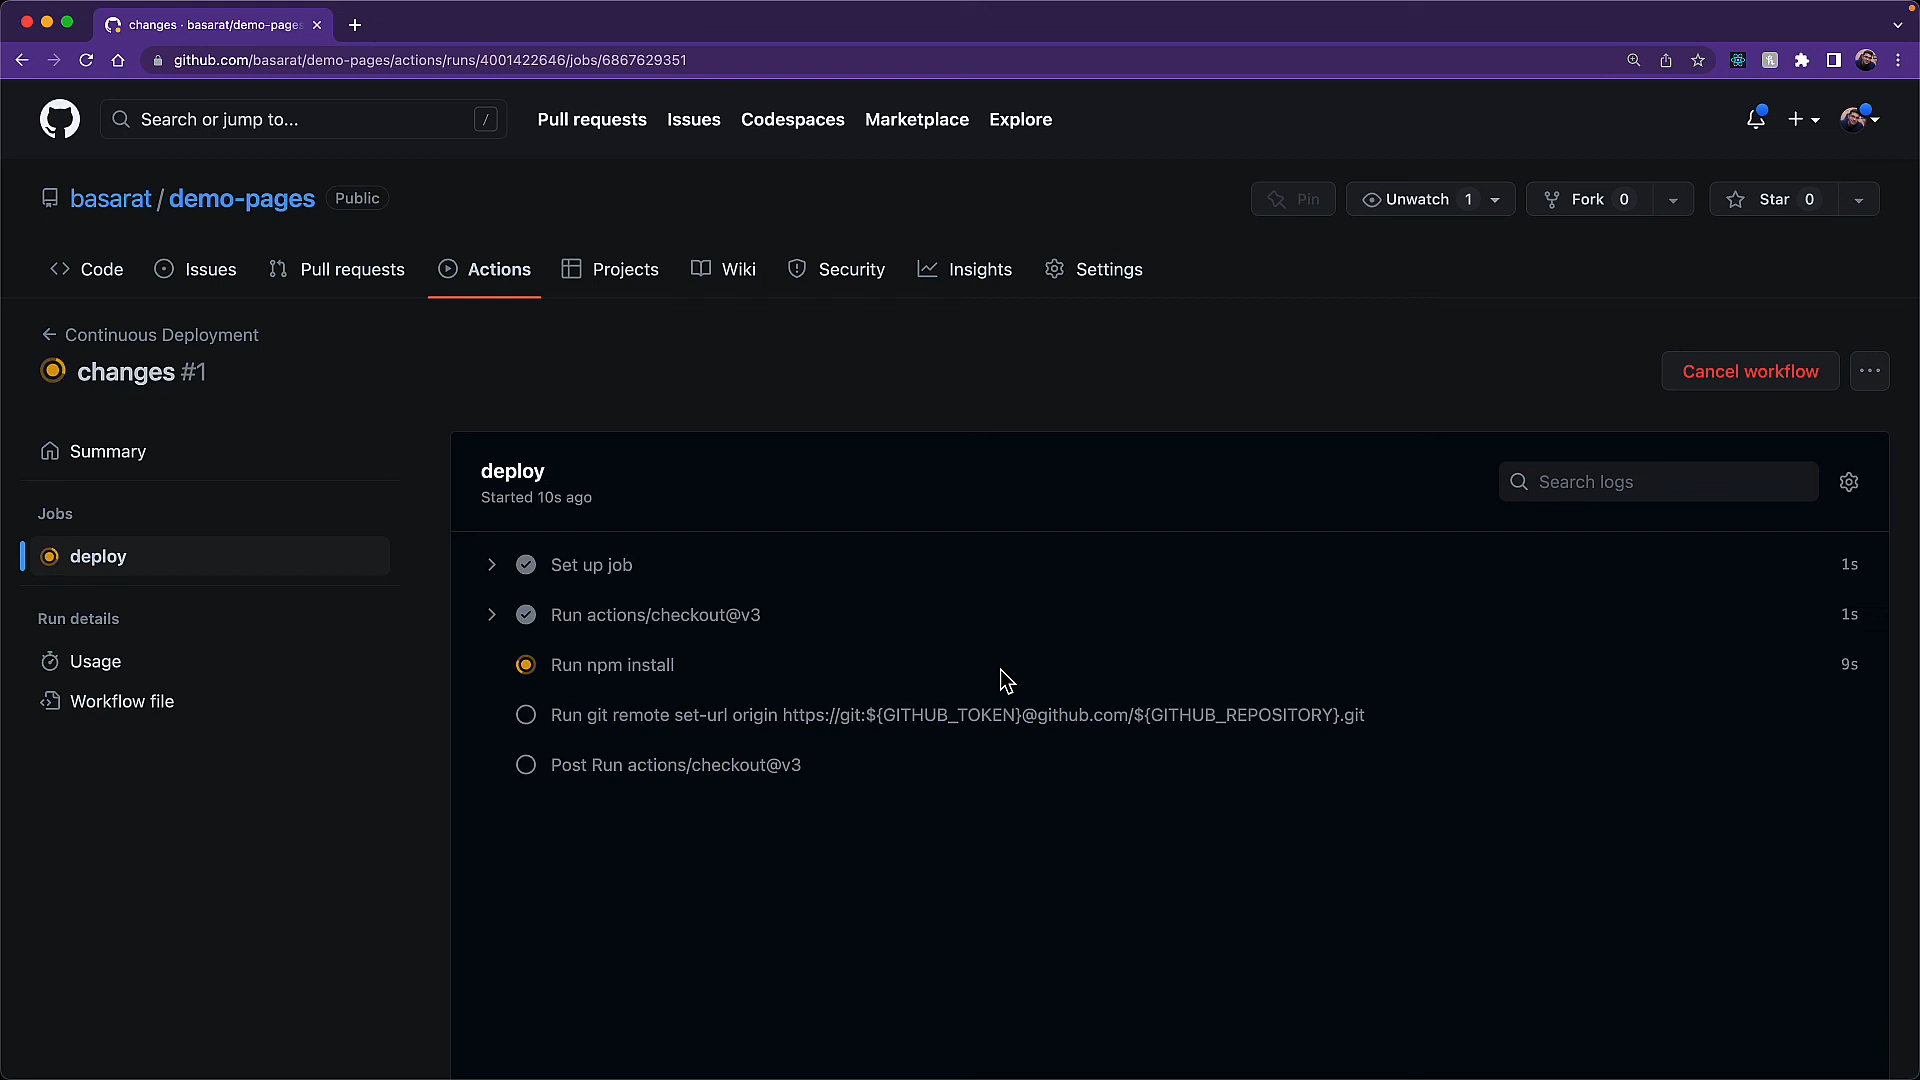 changes · basarat/demo-pages
github.com/basarat/demo-pages/actions/runs/4001422646/jobs/6867629351
Search or jump to... /
Pull requests Issues Codespaces Marketplace Explore
basarat / demo-pages Public
Pin Unwatch 1 Fork 0 Star 0
Code Issues Pull requests Actions Projects Wiki Security Insights Settings
Continuous Deployment
changes #1
Cancel workflow
Summary
Jobs
deploy
Run details
Usage
Workflow file
deploy
Started 10s ago
Search logs
Set up job 1s
Run actions/checkout@v3 1s
Run npm install 9s
Run git remote set-url origin https://git:${GITHUB_TOKEN}@github.com/${GITHUB_REPOSITORY}.git
Post Run actions/checkout@v3